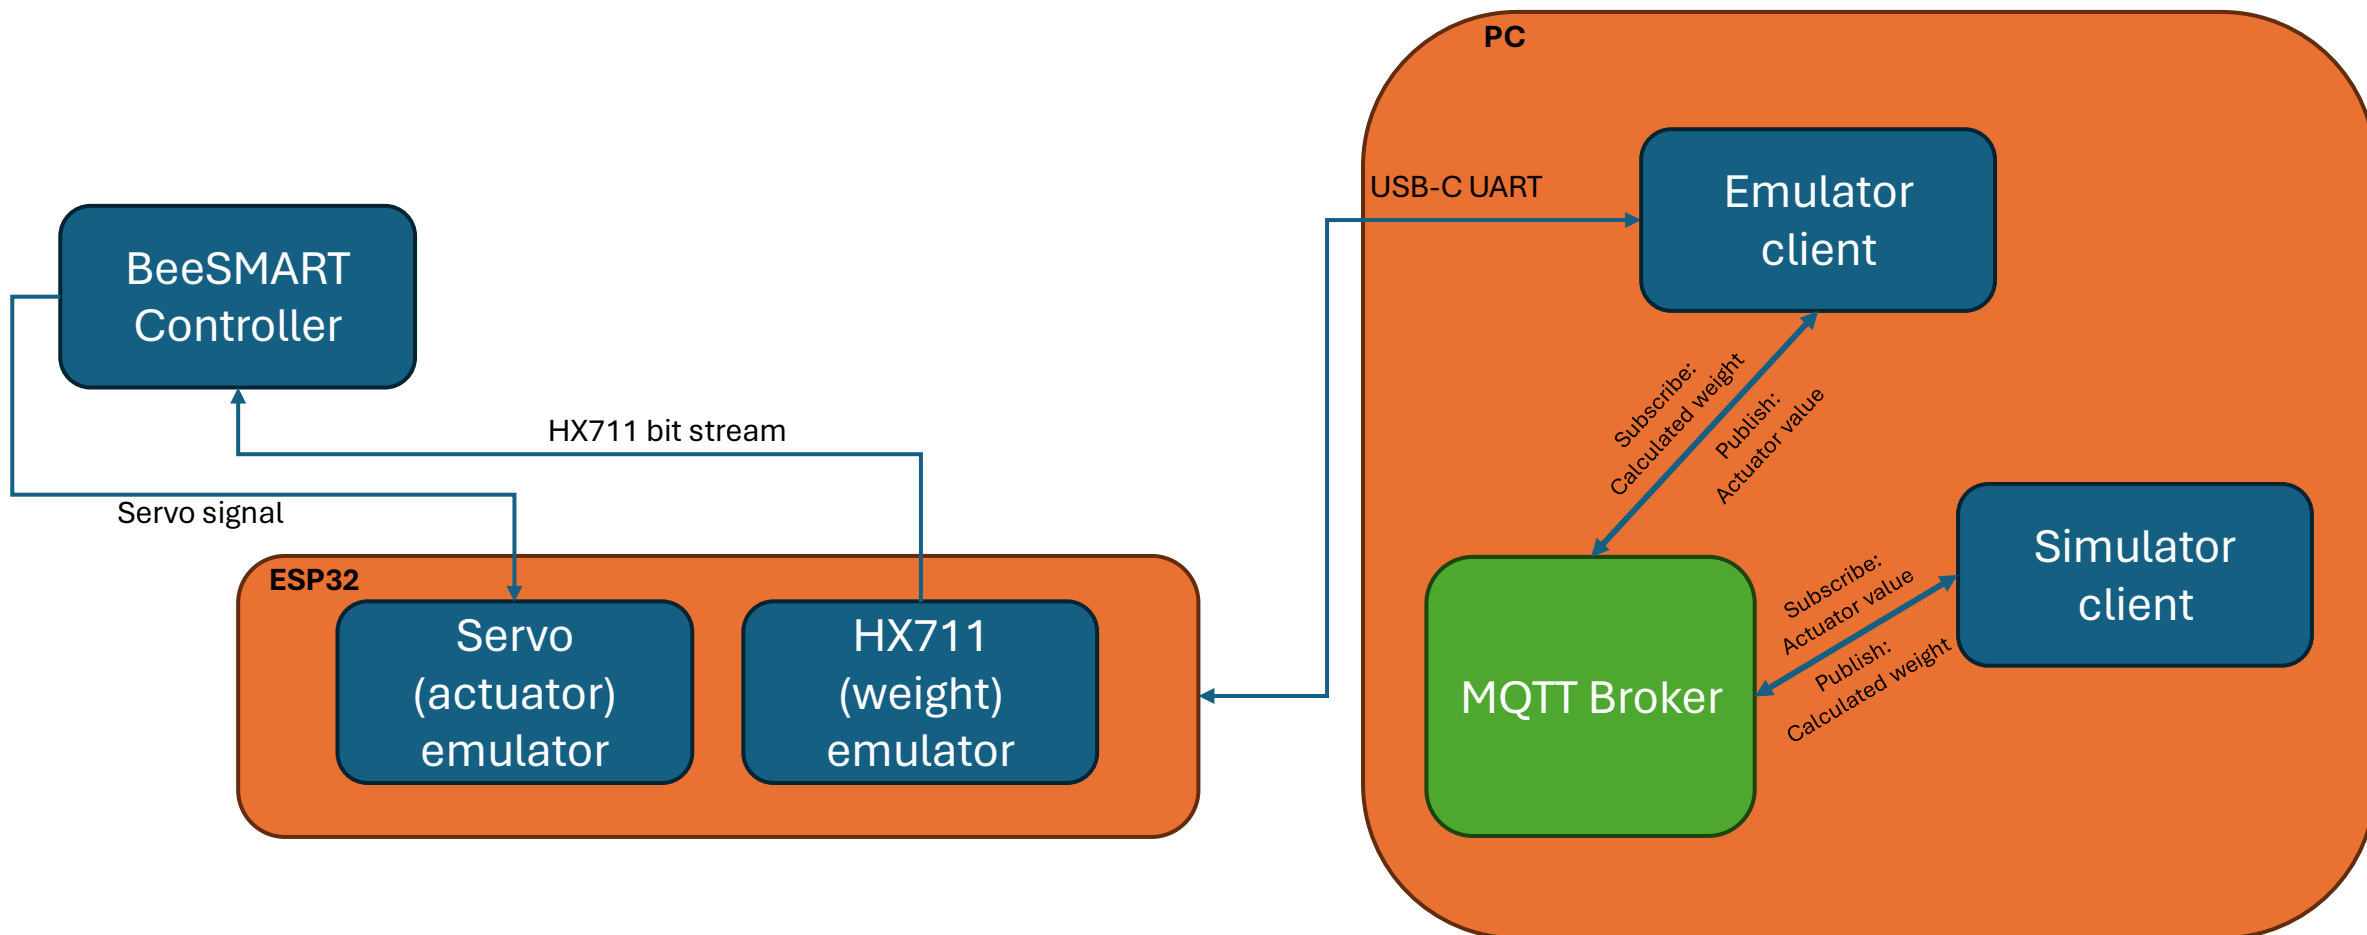 PC
USB-C UART
Emulator
client
BeeSMART
Controller
Subscribe:
Calculated weight
Publish:
Actuator value
HX711 bit stream
Servo signal
ESP32
Servo
(actuator)
emulator
HX711
(weight)
emulator
MQTT Broker
Subscribe:
Actuator value
Publish:
Calculated weight
Simulator
client